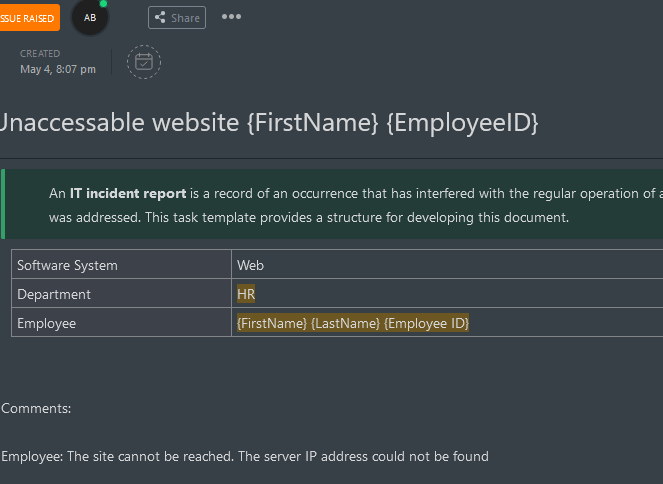 SSUE RAISED
AB
Share
CREATED
May 4, 8:07 pm
Unaccessable website {FirstName} {EmployeeID}
An IT incident report is a record of an occurrence that has interfered with the regular operation of a
was addressed. This task template provides a structure for developing this document.
Software System Web
Department HR
Employee {FirstName} {LastName} {Employee ID}
Comments:
Employee: The site cannot be reached. The server IP address could not be found